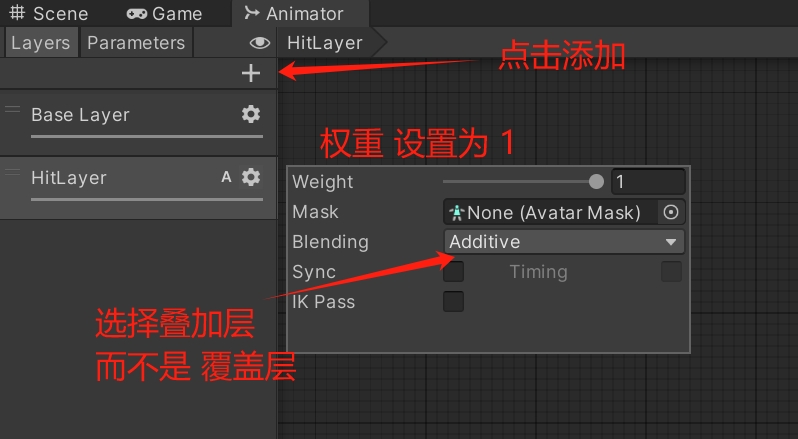 Scene Game Animator
Layers Parameters HitLayer
点击添加
Base Layer
权重 设置为 1
HitLayer A
Weight 1
Mask None (Avatar Mask)
Blending Additive
Sync Timing
IK Pass
选择叠加层
而不是 覆盖层